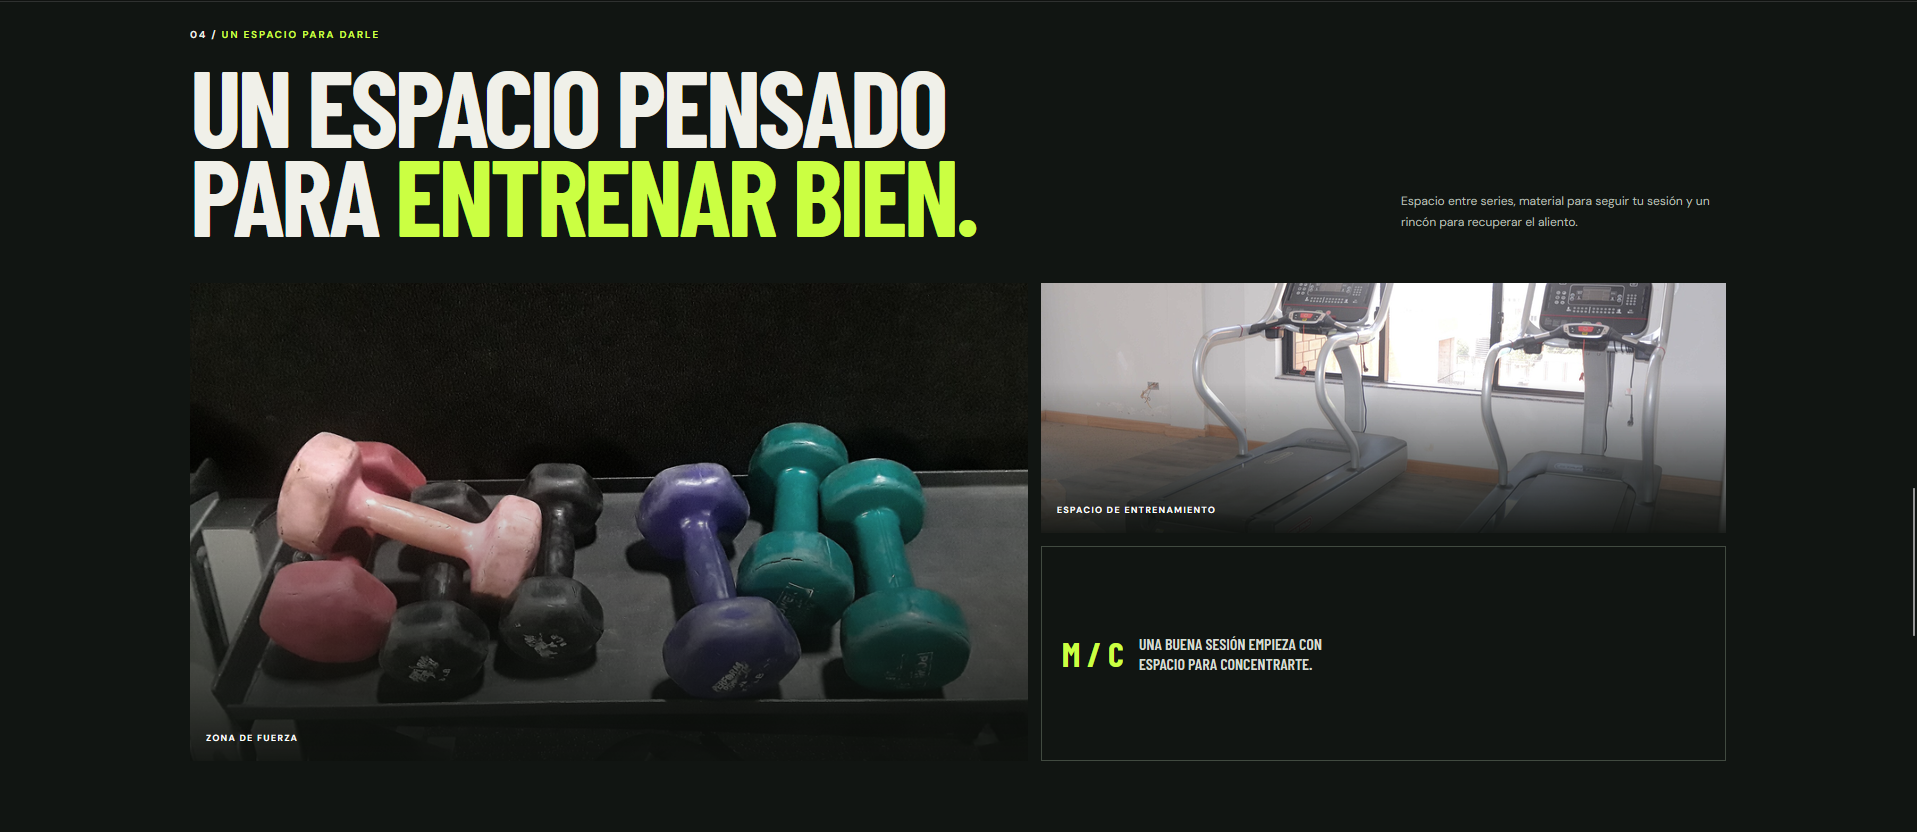 04 / UN ESPACIO PARA DARLE
UN ESPACIO PENSADO
PARA ENTRENAR BIEN.
Espacio entre series, material para seguir tu sesión y un
rincón para recuperar el aliento.
ZONA DE FUERZA
ESPACIO DE ENTRENAMIENTO
M / C
UNA BUENA SESIÓN EMPIEZA CON
ESPACIO PARA CONCENTRARTE.